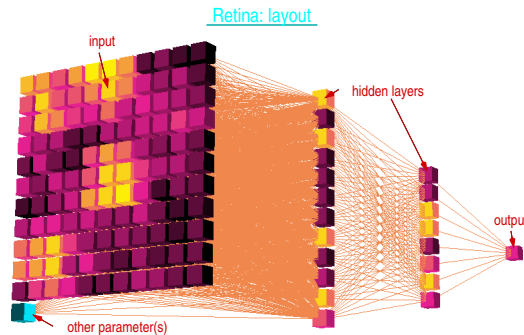 Retina: layout
input
hidden layers
outpu
other parameter(s)